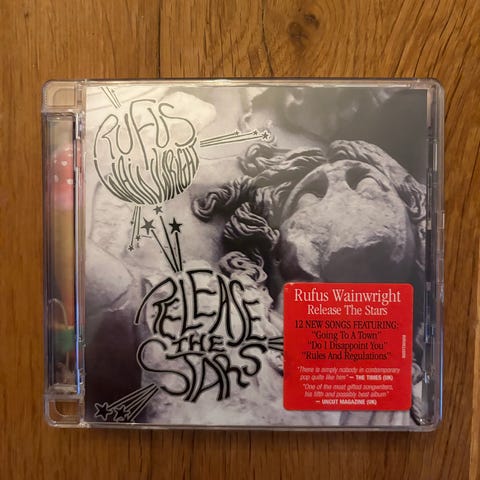 RUFUS
WAINWRIGHT
RELEASE
THE
STARS
Rufus Wainwright
Release The Stars
12 NEW SONGS FEATURING:
"Going To A Town"
"Do I Disappoint You"
"Rules And Regulations"
"There is simply nobody in contemporary
pop quite like him" – THE TIMES (UK)
"One of the most gifted songwriters,
his fifth and possibly best album"
– UNCUT MAGAZINE (UK)